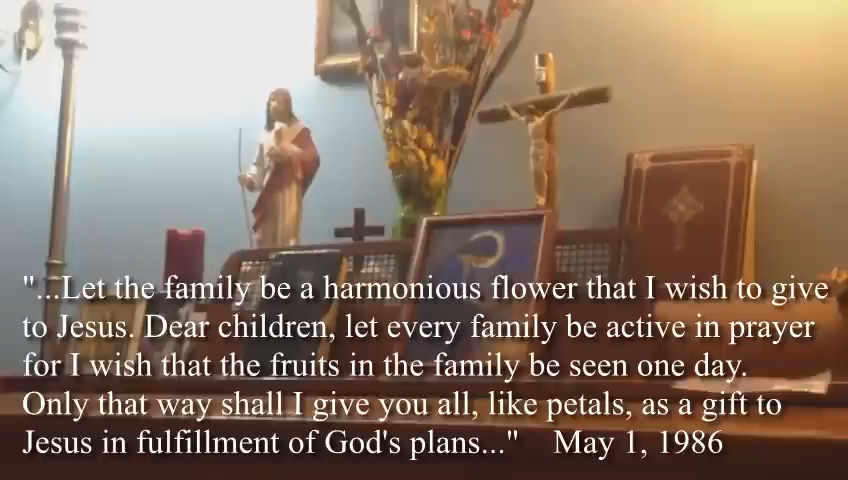 "...Let the family be a harmonious flower that I wish to give
to Jesus. Dear children, let every family be active in prayer
for I wish that the fruits in the family be seen one day.
Only that way shall I give you all, like petals, as a gift to
Jesus in fulfillment of God's plans..." May 1, 1986